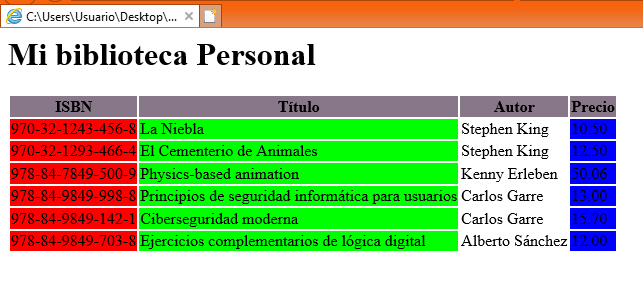 C:\Users\Usuario\Desktop\...
Mi biblioteca Personal
ISBN Título Autor Precio
970-32-1243-456-8 La Niebla Stephen King 10.50
970-32-1293-466-4 El Cementerio de Animales Stephen King 12.50
978-84-7849-500-9 Physics-based animation Kenny Erleben 50.06
978-84-9849-998-8 Principios de seguridad informática para usuarios Carlos Garre 13.00
978-84-9849-142-1 Ciberseguridad moderna Carlos Garre 15.70
978-84-9849-703-8 Ejercicios complementarios de lógica digital Alberto Sánchez 12.00